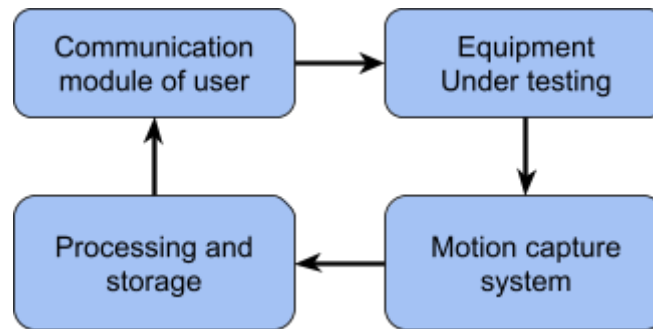 Communication
module of user
Equipment
Under testing
Processing and
storage
Motion capture
system